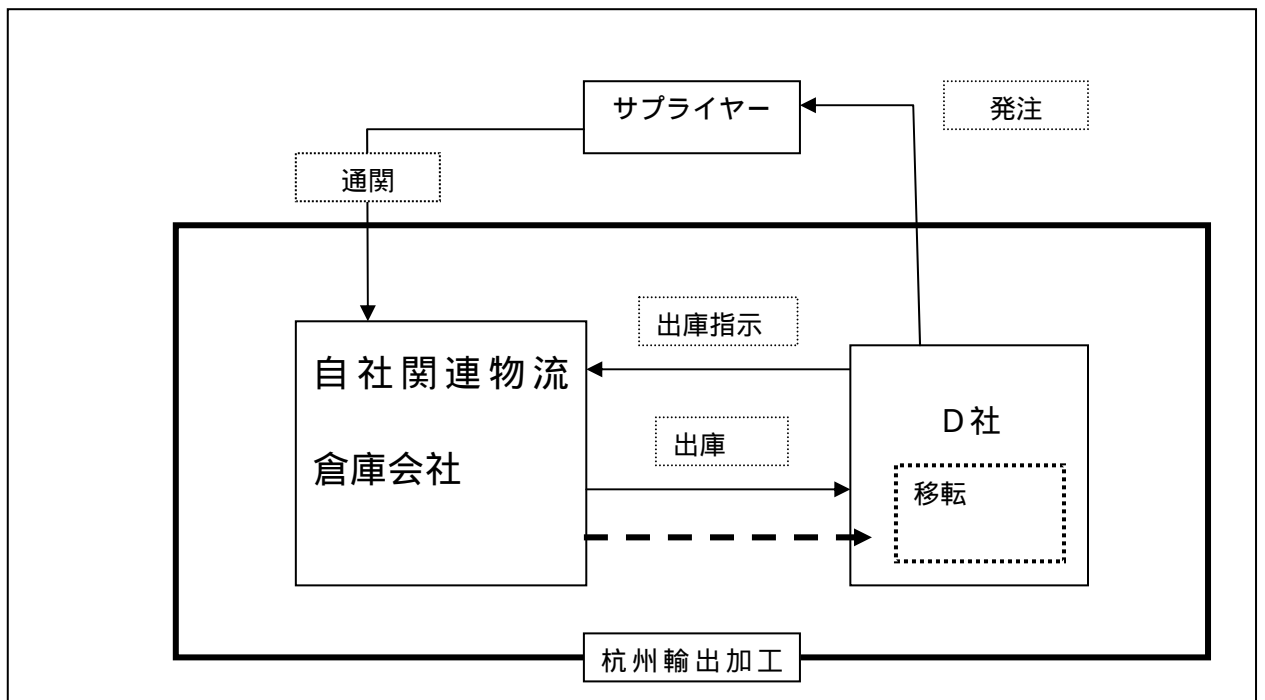 サプライヤー
発注
通関
出庫指示
自社関連物流
倉庫会社
D社
出庫
移転
杭州輸出加工